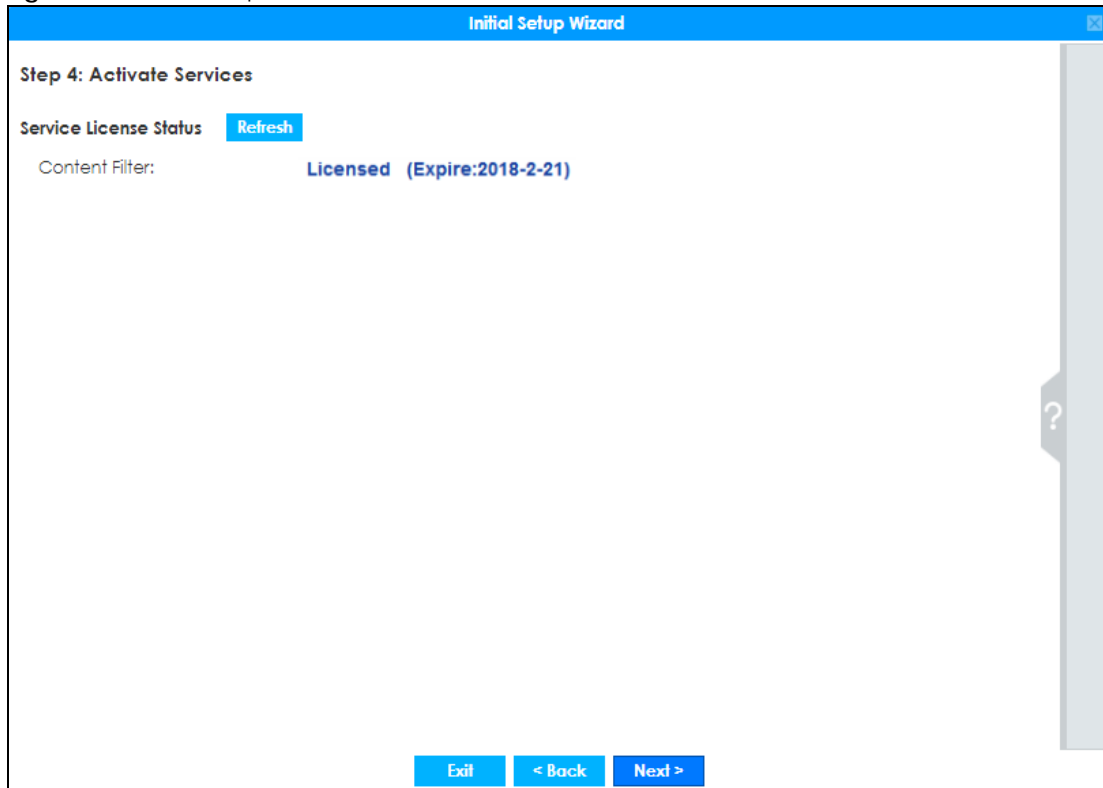 Initial Setup Wizard
Step 4: Activate Services
Service License Status Refresh
Content Filter: Licensed (Expire:2018-2-21)
?
Exit < Back Next >